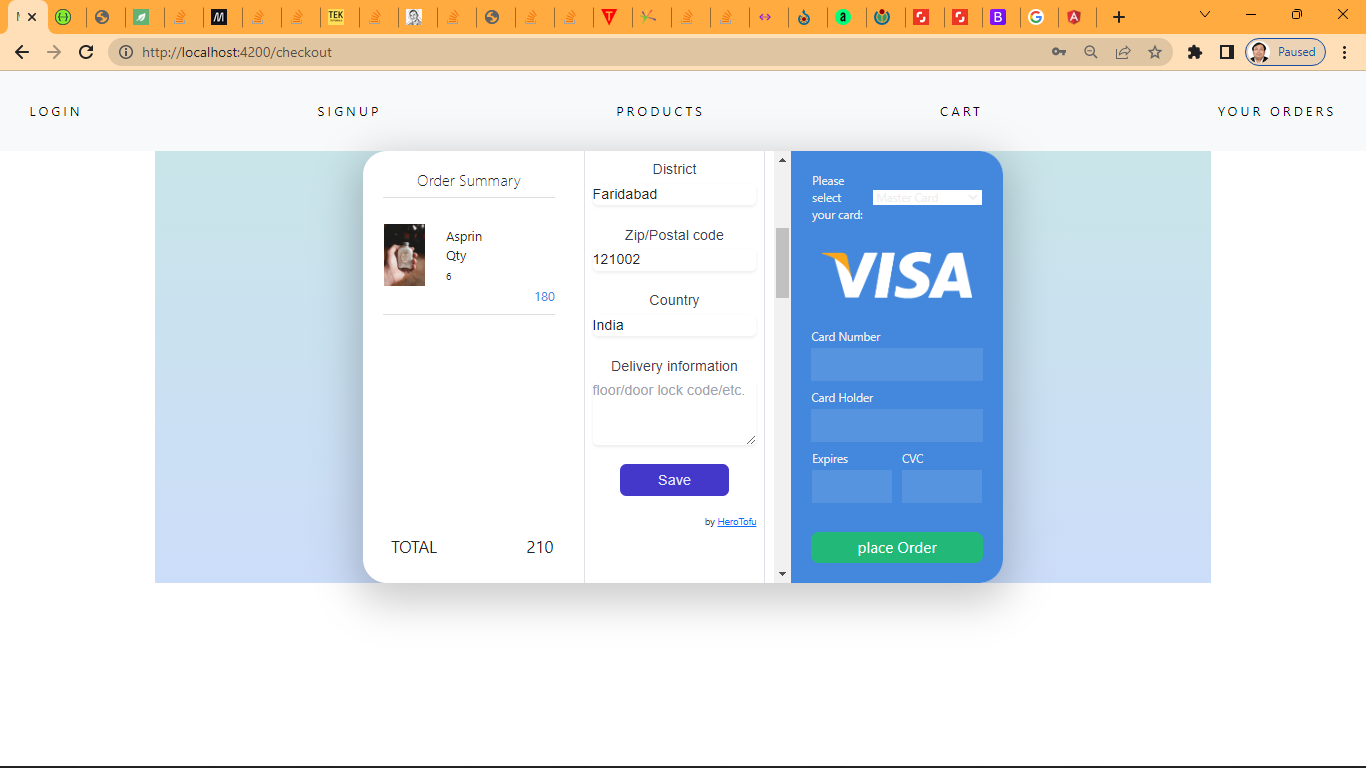 http://localhost:4200/checkout
Paused
LOGIN
SIGNUP
PRODUCTS
CART
YOUR ORDERS
Order Summary
Asprin
Qty
6
180
TOTAL
210
District
Faridabad
Zip/Postal code
121002
Country
India
Delivery information
floor/door lock code/etc.
Save
by HeroTofu
Please
select
your card:
Master Card
VISA
Card Number
Card Holder
Expires
CVC
place Order